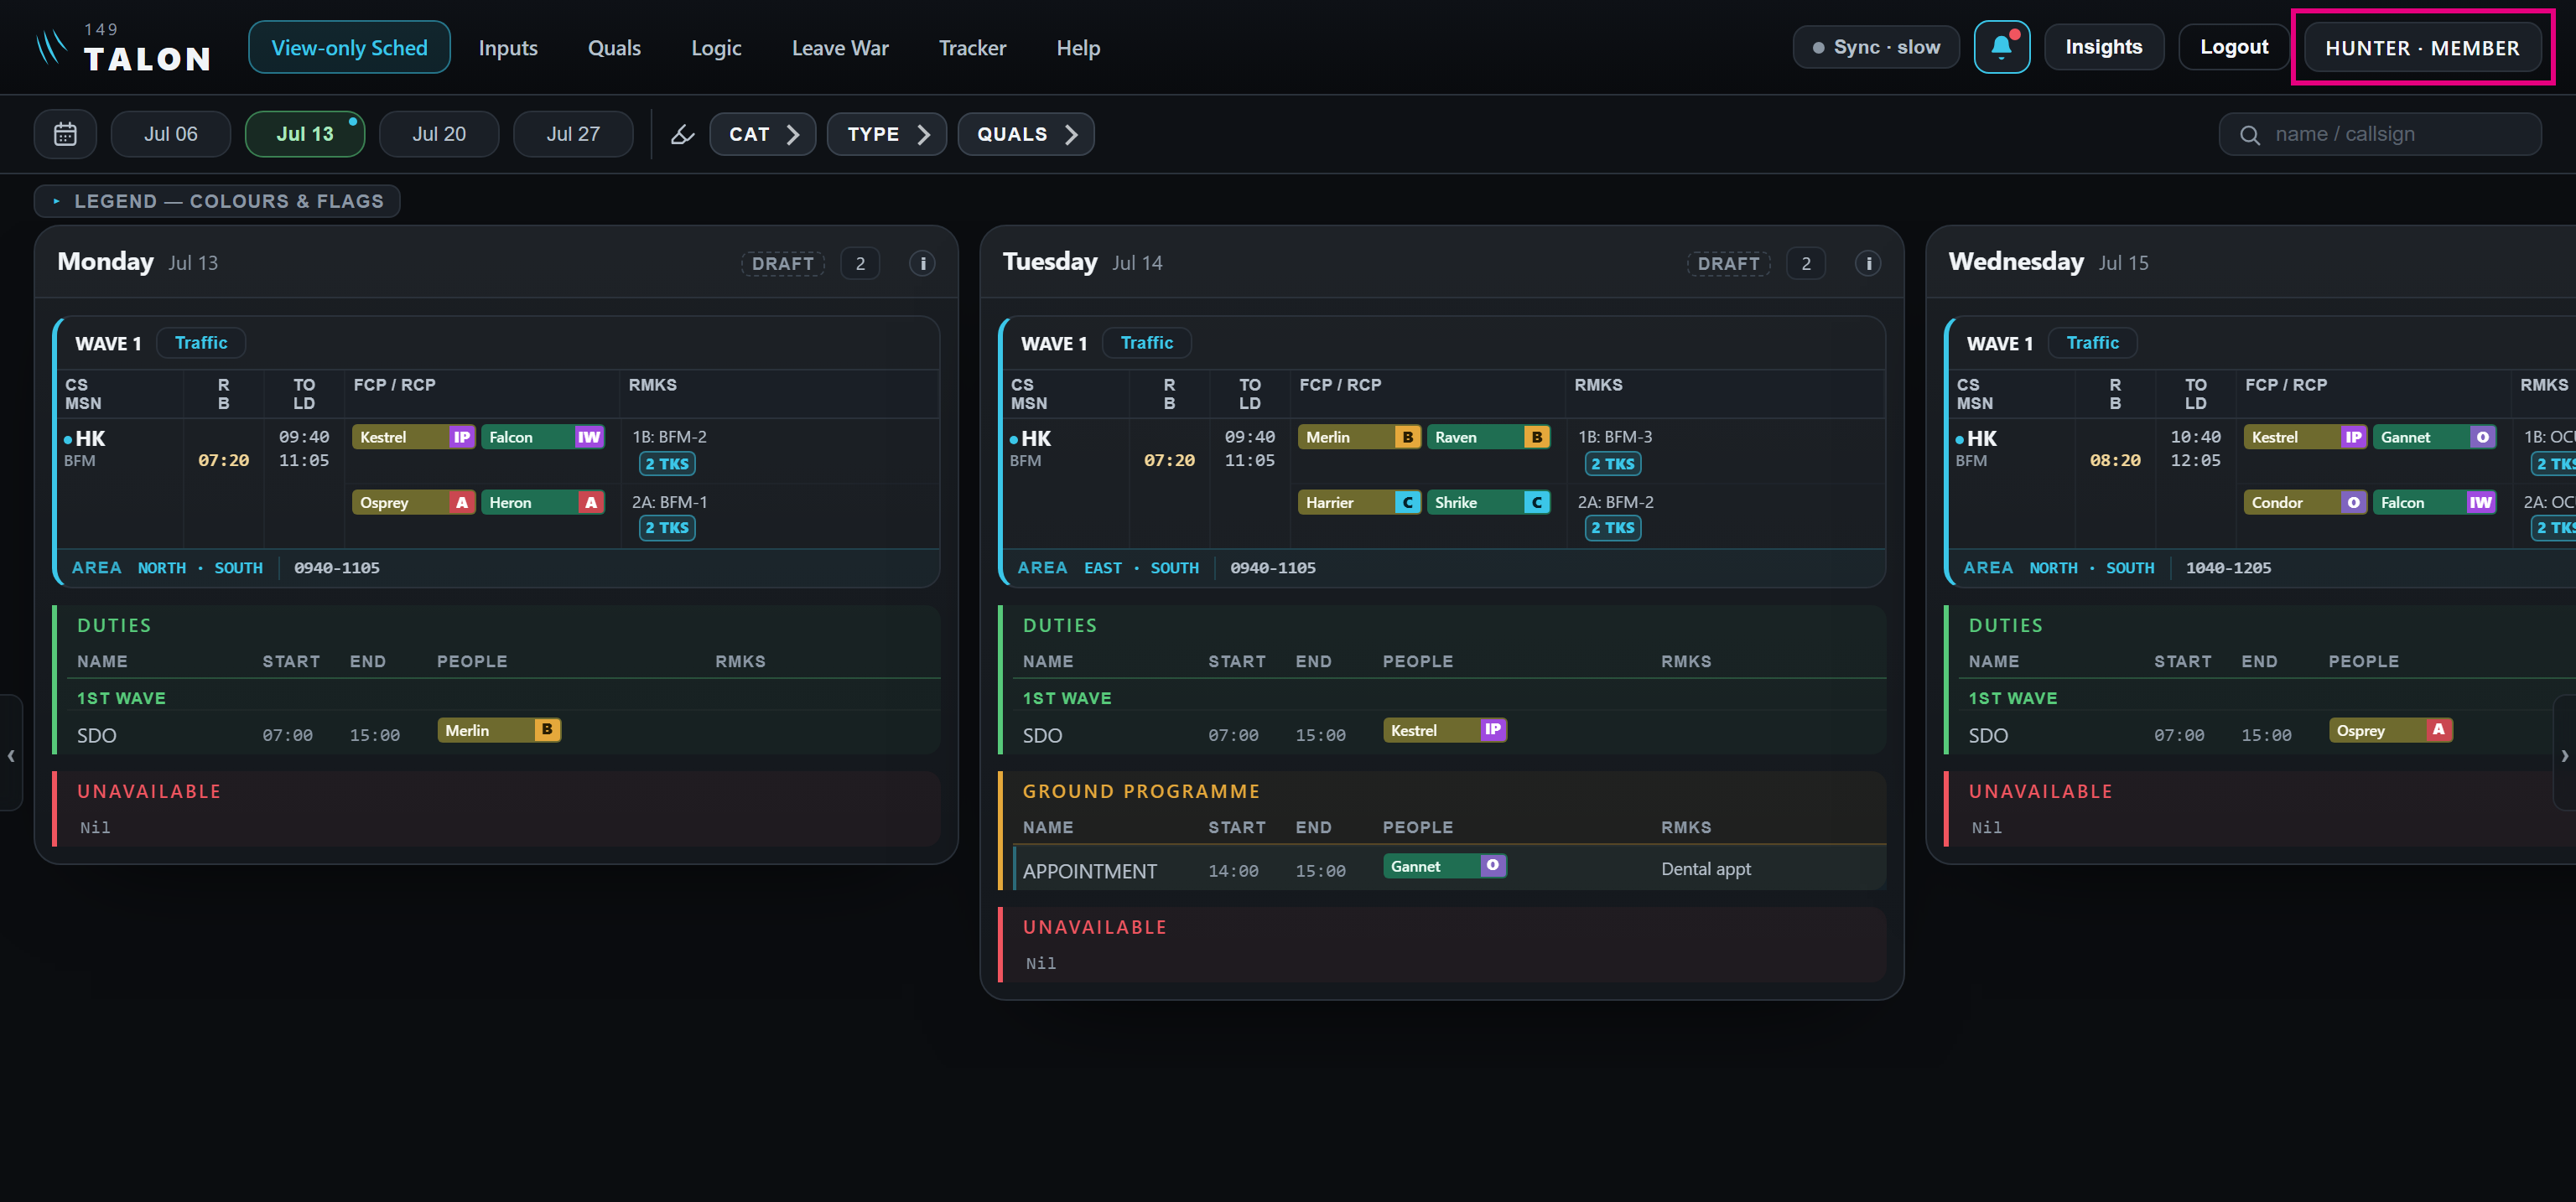 149
TALON
View-only Sched
Inputs
Quals
Logic
Leave War
Tracker
Help
Sync · slow
Insights
Logout
HUNTER · MEMBER
Jul 06
Jul 13
Jul 20
Jul 27
CAT
TYPE
QUALS
name / callsign
LEGEND — COLOURS & FLAGS
Monday Jul 13
DRAFT 2 i
WAVE 1 Traffic
CS R TO FCP / RCP RMKS
MSN B LD
HK 09:40 Kestrel IP Falcon IW 1B: BFM-2
BFM 07:20 11:05 2 TKS
Osprey A Heron A 2A: BFM-1
2 TKS
AREA NORTH · SOUTH 0940-1105
DUTIES
NAME START END PEOPLE RMKS
1ST WAVE
SDO 07:00 15:00 Merlin B
UNAVAILABLE
Nil
Tuesday Jul 14
DRAFT 2 i
WAVE 1 Traffic
CS R TO FCP / RCP RMKS
MSN B LD
HK 09:40 Merlin B Raven B 1B: BFM-3
BFM 07:20 11:05 2 TKS
Harrier C Shrike C 2A: BFM-2
2 TKS
AREA EAST · SOUTH 0940-1105
DUTIES
NAME START END PEOPLE RMKS
1ST WAVE
SDO 07:00 15:00 Kestrel IP
GROUND PROGRAMME
NAME START END PEOPLE RMKS
APPOINTMENT 14:00 15:00 Gannet O Dental appt
UNAVAILABLE
Nil
Wednesday Jul 15
WAVE 1 Traffic
CS R TO FCP / RCP RMKS
MSN B LD
HK 10:40 Kestrel IP Gannet O 1B:
BFM 08:20 12:05 2
Condor O Falcon IW 2A:
2
AREA NORTH · SOUTH 1040-1205
DUTIES
NAME START END PEOPLE
1ST WAVE
SDO 07:00 15:00 Osprey A
UNAVAILABLE
Nil